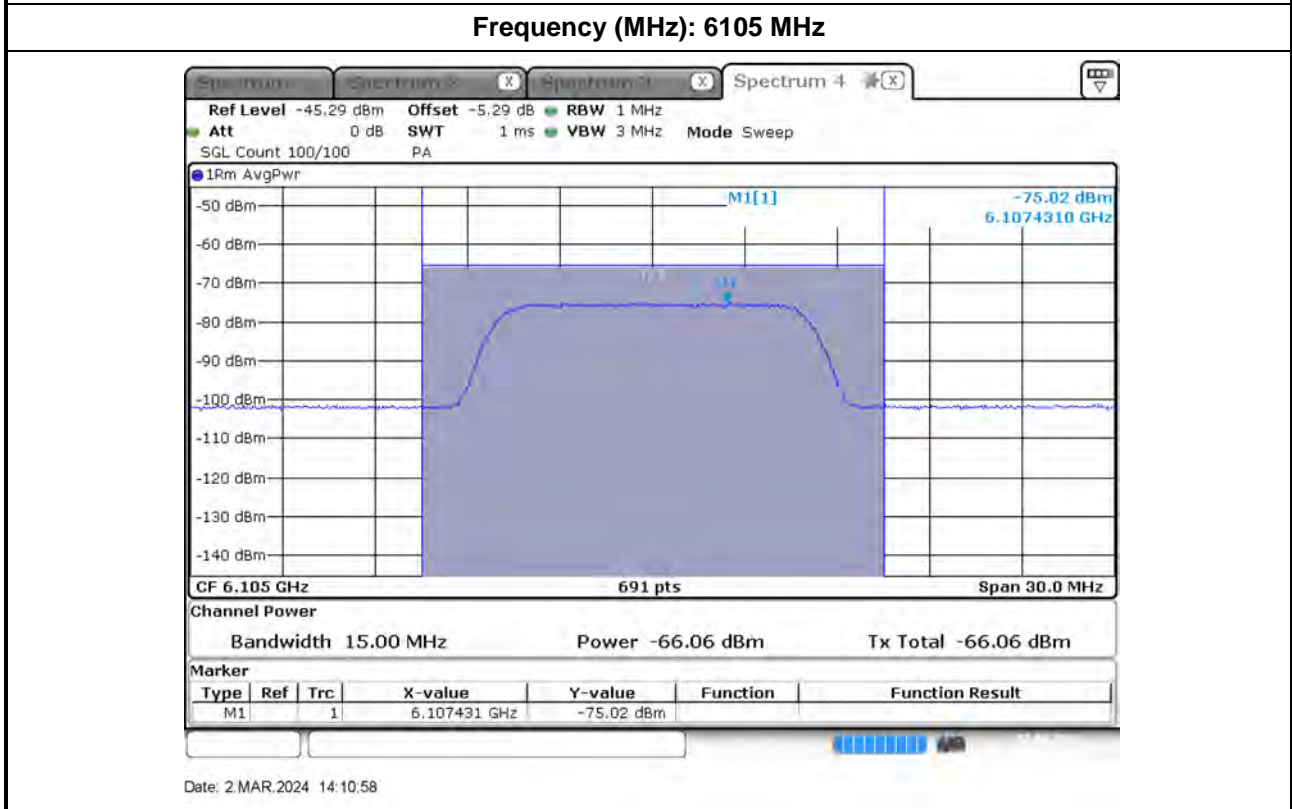 Frequency (MHz): 6105 MHz
Spectrum 4
Ref Level -45.29 dBm Offset -5.29 dB RBW 1 MHz
Att 0 dB SWT 1 ms VBW 3 MHz Mode Sweep
SGL Count 100/100 PA
1Rm AvgPwr
M1[1] -75.02 dBm
6.1074310 GHz
-50 dBm
-60 dBm
-70 dBm
M1
-80 dBm
-90 dBm
-100 dBm
-110 dBm
-120 dBm
-130 dBm
-140 dBm
CF 6.105 GHz 691 pts Span 30.0 MHz
Channel Power
Bandwidth 15.00 MHz Power -66.06 dBm Tx Total -66.06 dBm
Marker
Type Ref Trc X-value Y-value Function Function Result
M1 1 6.107431 GHz -75.02 dBm
Date: 2.MAR.2024 14:10:58